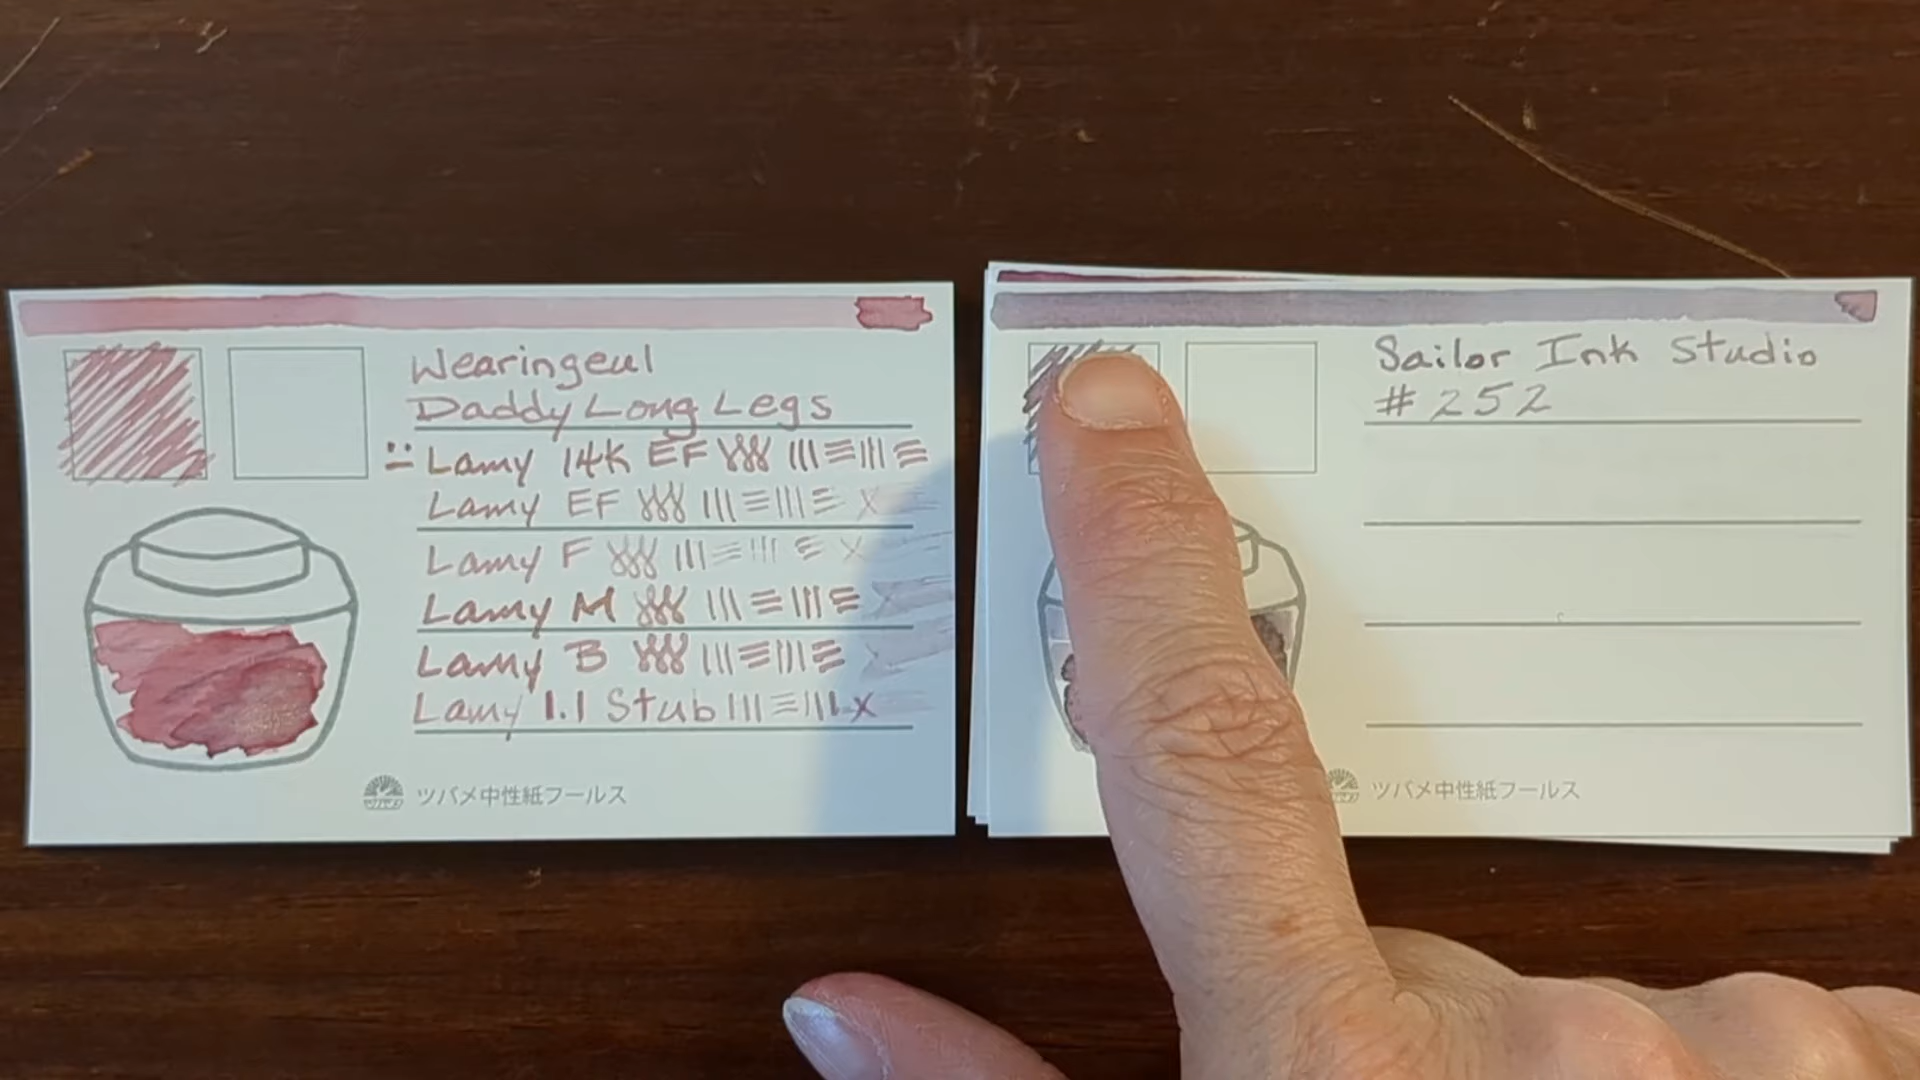 Wearingeul
Daddy Long Legs
Lamy 14K EF
Lamy EF
Lamy F
Lamy M
Lamy B
Lamy 1.1 Stub
ツバメ中性紙フールス
Sailor Ink Studio
# 252
ツバメ中性紙フールス